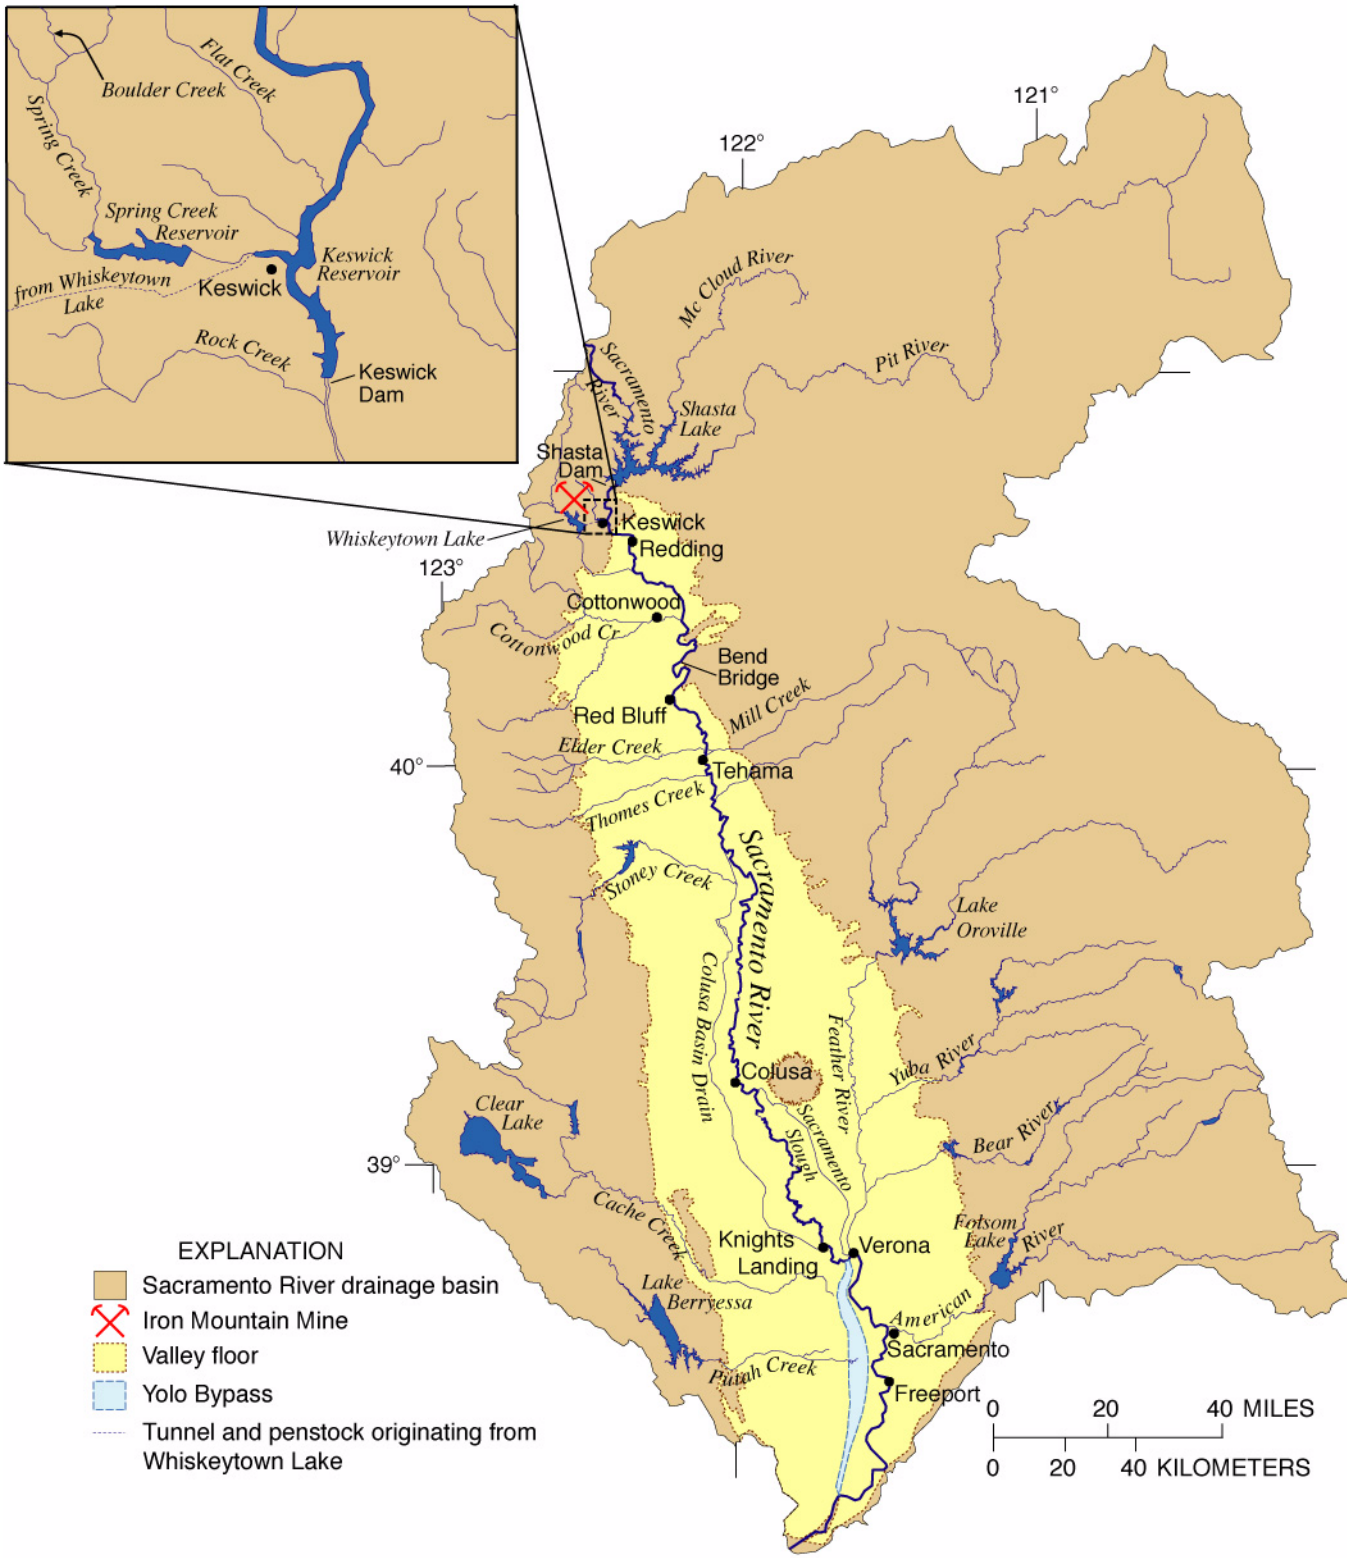 Boulder Creek
Flat Creek
Spring Creek
Spring Creek
Reservoir
from Whiskeytown
Lake
Keswick
Keswick
Reservoir
Rock Creek
Keswick
Dam
121°
122°
Mc Cloud River
Pit River
Sacramento
River
Shasta
Lake
Shasta
Dam
Whiskeytown Lake
Keswick
Redding
123°
Cottonwood
Cottonwood Cr
Bend
Bridge
Red Bluff
Mill Creek
Elder Creek
40°
Tehama
Thomes Creek
Stoney Creek
Sacramento River
Lake
Oroville
Colusa Basin Drain
Feather River
Yuba River
Colusa
Clear
Lake
Sacramento
Slough
Bear River
39°
Cache Creek
Knights
Landing
Verona
Folsom
Lake
River
American
Lake
Berryessa
Sacramento
Putah Creek
Freeport
EXPLANATION
Sacramento River drainage basin
Iron Mountain Mine
Valley floor
Yolo Bypass
Tunnel and penstock originating from
Whiskeytown Lake
0 20 40 MILES
0 20 40 KILOMETERS